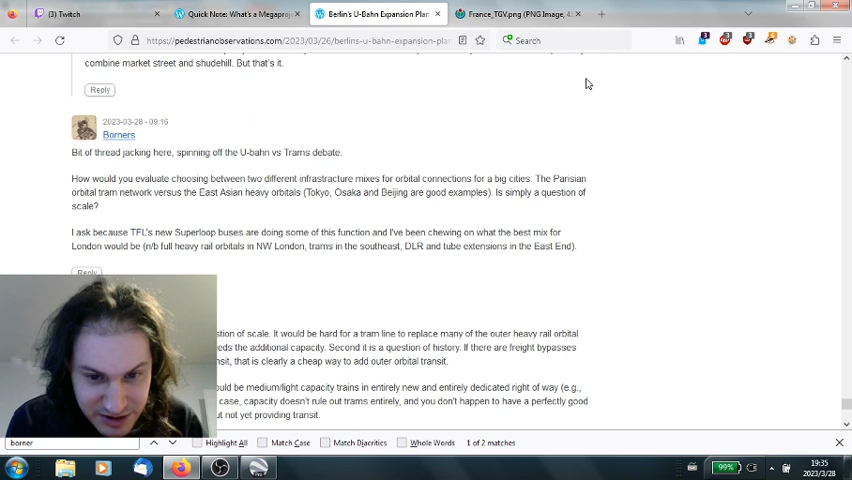 (3) Twitch
Quick Note: What's a Megaproj
Berlin's U-Bahn Expansion Plan
France_TGV.png (PNG Image, 4
https://pedestrianobservations.com/2023/03/26/berlins-u-bahn-expansion-plan
Search
combine market street and shudehill. But that's it.
Reply
2023-03-28 - 09:16
Borners
Bit of thread jacking here, spinning off the U-bahn vs Trams debate.
How would you evaluate choosing between two different infrastracture mixes for orbital connections for a big cities. The Parisian
orbital tram network versus the East Asian heavy orbitals (Tokyo, Osaka and Beijing are good examples). Is simply a question of
scale?
I ask because TFL's new Superloop buses are doing some of this function and I've been chewing on what the best mix for
London would be (n/b full heavy rail orbitals in NW London, trams in the southeast, DLR and tube extensions in the East End).
Reply
stion of scale. It would be hard for a tram line to replace many of the outer heavy rail orbital
eeds the additional capacity. Second it is a question of history. If there are freight bypasses
nsit, that is clearly a cheap way to add outer orbital transit.
ould be medium/light capacity trains in entirely new and entirely dedicated right of way (e.g.,
case, capacity doesn't rule out trams entirely, and you don't happen to have a perfectly good
but not yet providing transit.
borner
Highlight All
Match Case
Match Diacritics
Whole Words
1 of 2 matches
99%
19:35
2023/3/28